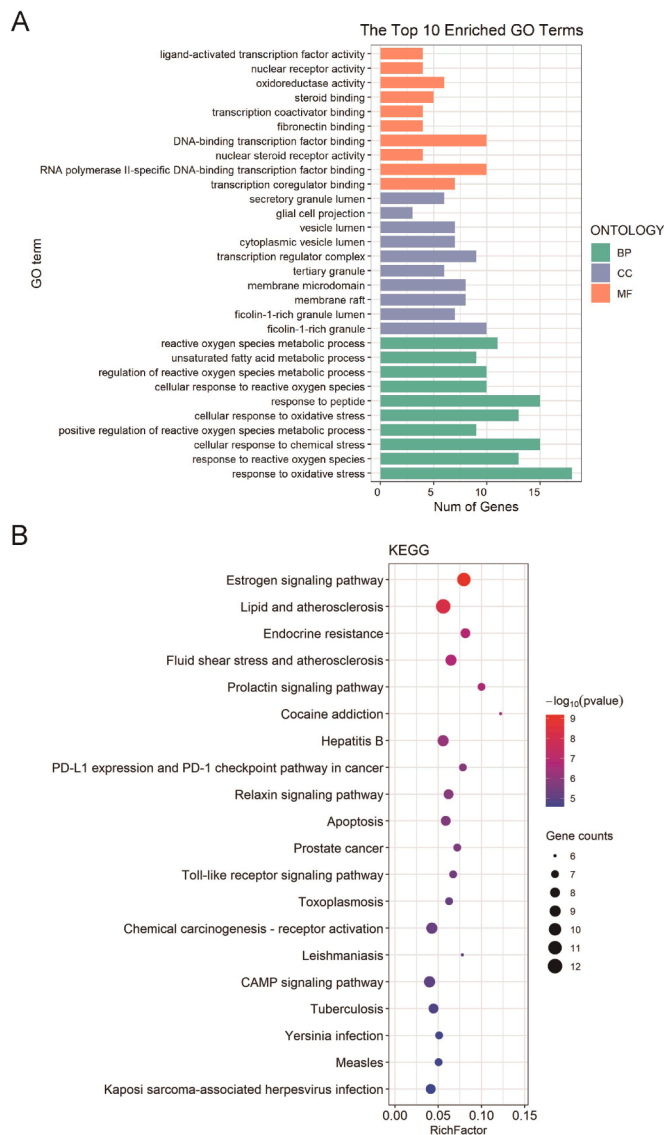 A
The Top 10 Enriched GO Terms
ligand-activated transcription factor activity
nuclear receptor activity
oxidoreductase activity
steroid binding
transcription coactivator binding
fibronectin binding
DNA-binding transcription factor binding
nuclear steroid receptor activity
RNA polymerase II-specific DNA-binding transcription factor binding
transcription coregulator binding
secretory granule lumen
glial cell projection
vesicle lumen
cytoplasmic vesicle lumen
transcription regulator complex
tertiary granule
membrane microdomain
membrane raft
ficolin-1-rich granule lumen
ficolin-1-rich granule
reactive oxygen species metabolic process
unsaturated fatty acid metabolic process
regulation of reactive oxygen species metabolic process
cellular response to reactive oxygen species
response to peptide
cellular response to oxidative stress
positive regulation of reactive oxygen species metabolic process
cellular response to chemical stress
response to reactive oxygen species
response to oxidative stress
GO term
0 5 10 15
Num of Genes
ONTOLOGY
BP
CC
MF
B
KEGG
Estrogen signaling pathway
Lipid and atherosclerosis
Endocrine resistance
Fluid shear stress and atherosclerosis
Prolactin signaling pathway
Cocaine addiction
Hepatitis B
PD-L1 expression and PD-1 checkpoint pathway in cancer
Relaxin signaling pathway
Apoptosis
Prostate cancer
Toll-like receptor signaling pathway
Toxoplasmosis
Chemical carcinogenesis - receptor activation
Leishmaniasis
CAMP signaling pathway
Tuberculosis
Yersinia infection
Measles
Kaposi sarcoma-associated herpesvirus infection
0.00 0.05 0.10 0.15
RichFactor
−log₁₀(pvalue)
9
8
7
6
5
Gene counts
6
7
8
9
10
11
12